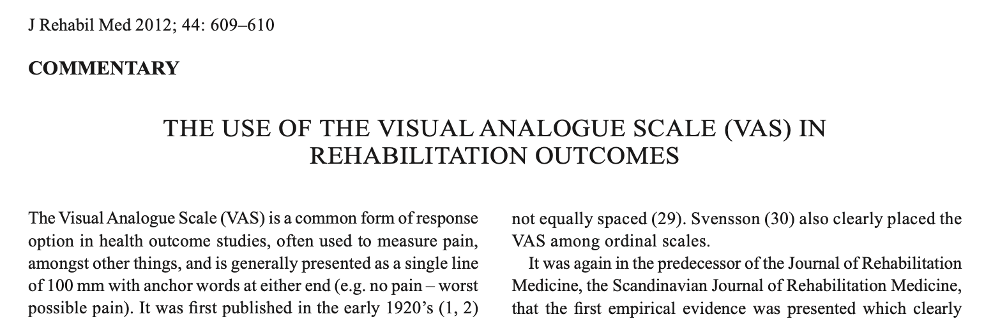 J Rehabil Med 2012; 44: 609–610
COMMENTARY
THE USE OF THE VISUAL ANALOGUE SCALE (VAS) IN
REHABILITATION OUTCOMES
The Visual Analogue Scale (VAS) is a common form of response
option in health outcome studies, often used to measure pain,
amongst other things, and is generally presented as a single line
of 100 mm with anchor words at either end (e.g. no pain – worst
possible pain). It was first published in the early 1920’s (1, 2)
not equally spaced (29). Svensson (30) also clearly placed the
VAS among ordinal scales.
It was again in the predecessor of the Journal of Rehabilitation
Medicine, the Scandinavian Journal of Rehabilitation Medicine,
that the first empirical evidence was presented which clearly